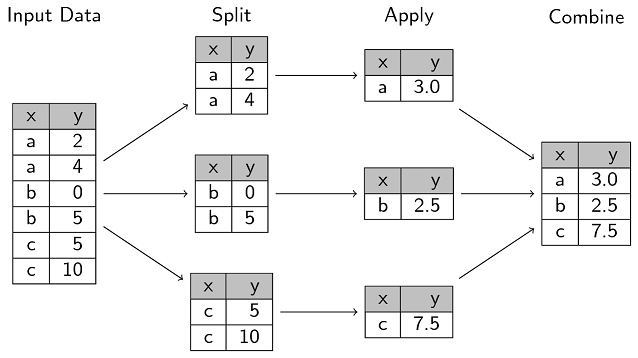 Input Data
Split
Apply
Combine
x y
a 2
a 4
b 0
b 5
c 5
c 10
x y
a 2
a 4
x y
b 0
b 5
x y
c 5
c 10
x y
a 3.0
x y
b 2.5
x y
c 7.5
x y
a 3.0
b 2.5
c 7.5